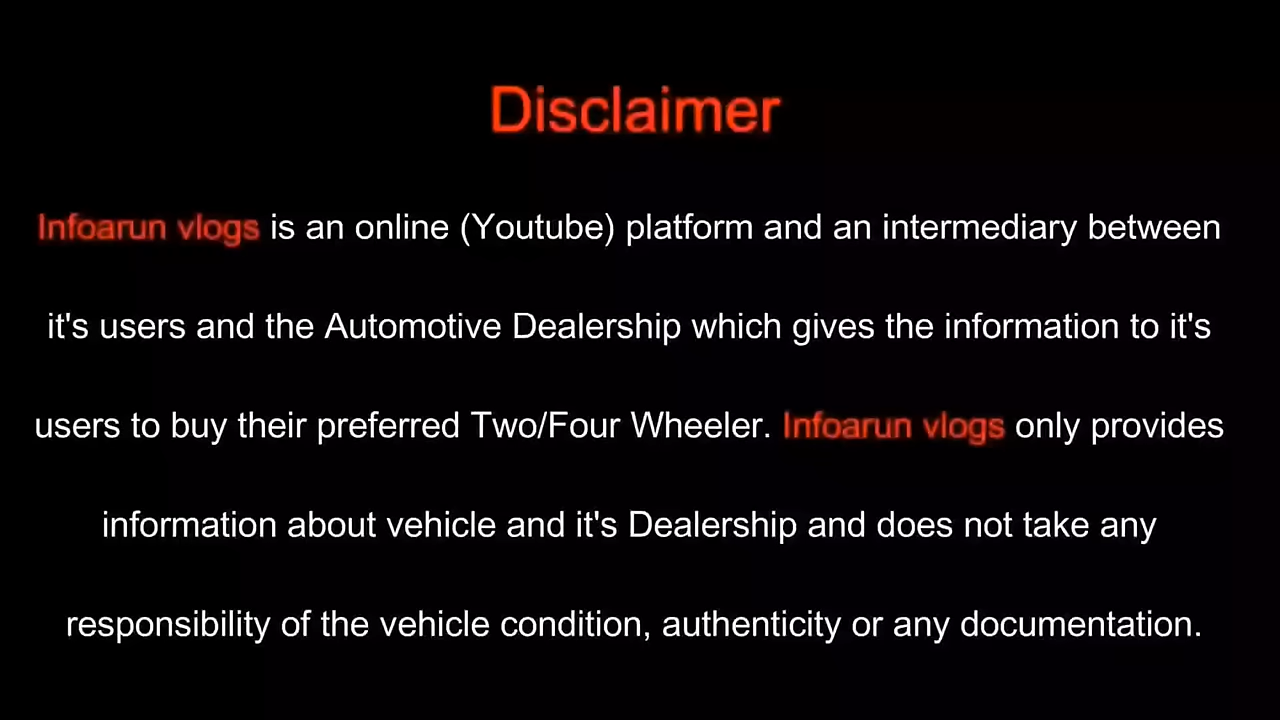 Disclaimer
Infoarun vlogs is an online (Youtube) platform and an intermediary between
it's users and the Automotive Dealership which gives the information to it's
users to buy their preferred Two/Four Wheeler. Infoarun vlogs only provides
information about vehicle and it's Dealership and does not take any
responsibility of the vehicle condition, authenticity or any documentation.